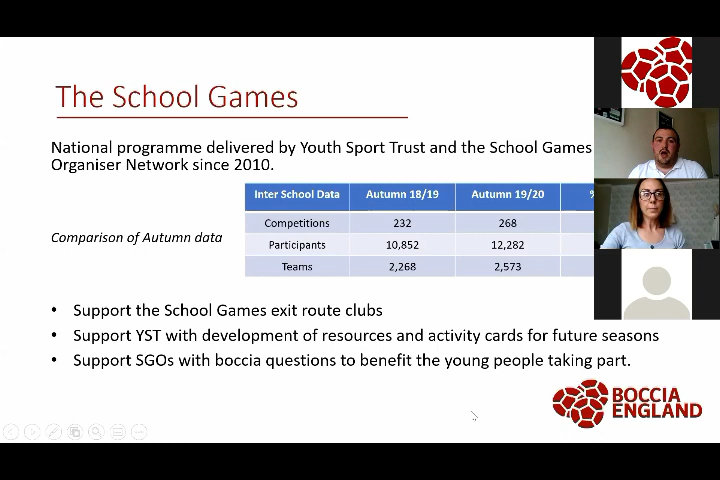 The School Games
National programme delivered by Youth Sport Trust and the School Games
Organiser Network since 2010.
Inter School Data Autumn 18/19 Autumn 19/20 %
Competitions 232 268
Comparison of Autumn data
Participants 10,852 12,282
Teams 2,268 2,573
• Support the School Games exit route clubs
• Support YST with development of resources and activity cards for future seasons
• Support SGOs with boccia questions to benefit the young people taking part.
BOCCIA
ENGLAND